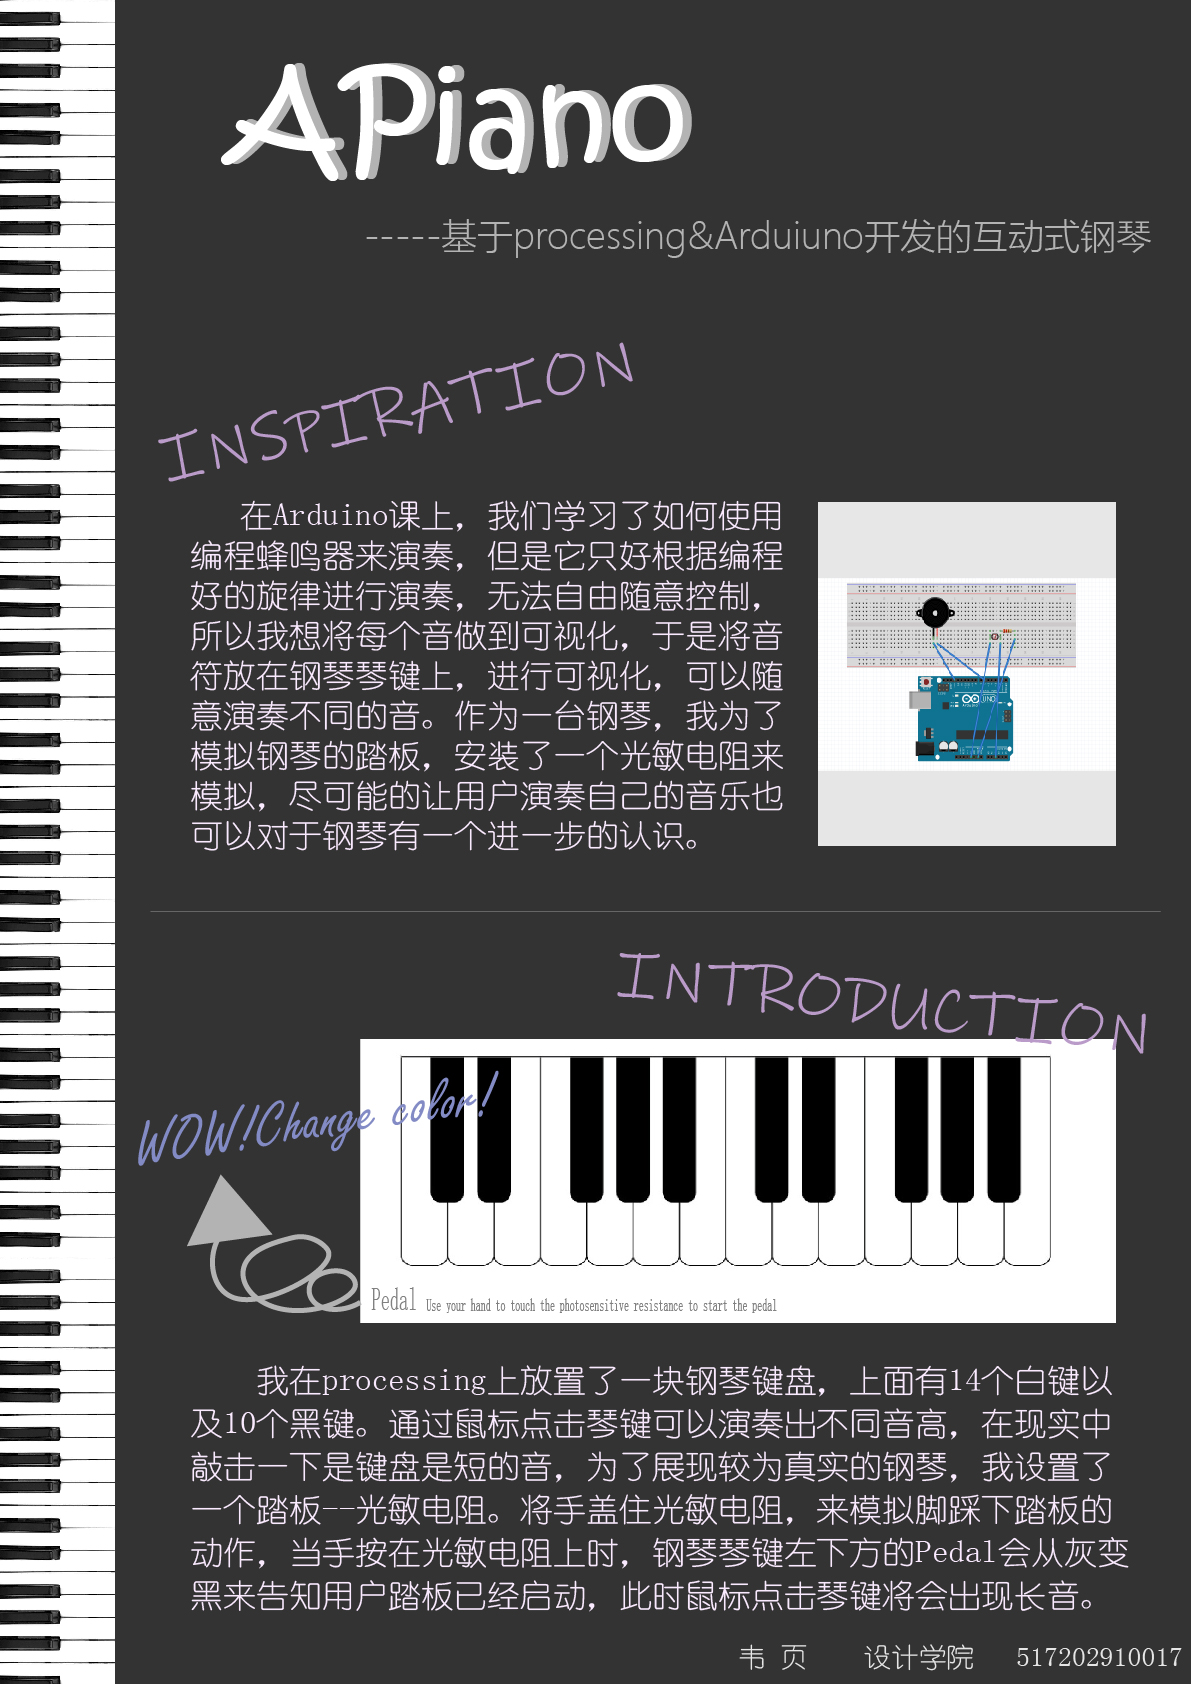 APiano
-----基于processing&Arduiuno开发的互动式钢琴
INSPIRATION
在Arduino课上，我们学习了如何使用
编程蜂鸣器来演奏，但是它只好根据编程
好的旋律进行演奏，无法自由随意控制，
所以我想将每个音做到可视化，于是将音
符放在钢琴琴键上，进行可视化，可以随
意演奏不同的音。作为一台钢琴，我为了
模拟钢琴的踏板，安装了一个光敏电阻来
模拟，尽可能的让用户演奏自己的音乐也
可以对于钢琴有一个进一步的认识。
INTRODUCTION
WOW!Change color!
Pedal Use your hand to touch the photosensitive resistance to start the pedal
我在processing上放置了一块钢琴键盘，上面有14个白键以
及10个黑键。通过鼠标点击琴键可以演奏出不同音高，在现实中
敲击一下是键盘是短的音，为了展现较为真实的钢琴，我设置了
一个踏板--光敏电阻。将手盖住光敏电阻，来模拟脚踩下踏板的
动作，当手按在光敏电阻上时，钢琴琴键左下方的Pedal会从灰变
黑来告知用户踏板已经启动，此时鼠标点击琴键将会出现长音。
韦 页 设计学院 517202910017